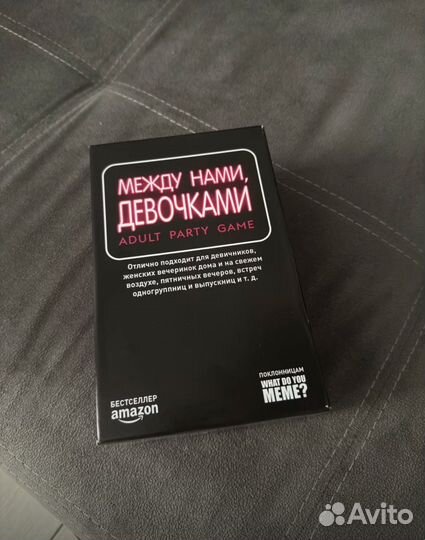 МЕЖДУ НАМИ,
ДЕВОЧКАМИ
ADULT PARTY GAME
Отлично подходит для девичников,
женских вечеринок дома и на свежем
воздухе, пятничных вечеров, встреч
одногруппниц и выпускниц и т. д.
БЕСТСЕЛЛЕР
amazon
ПОКЛОННИЦАМ
WHAT DO YOU
MEME?
Avito